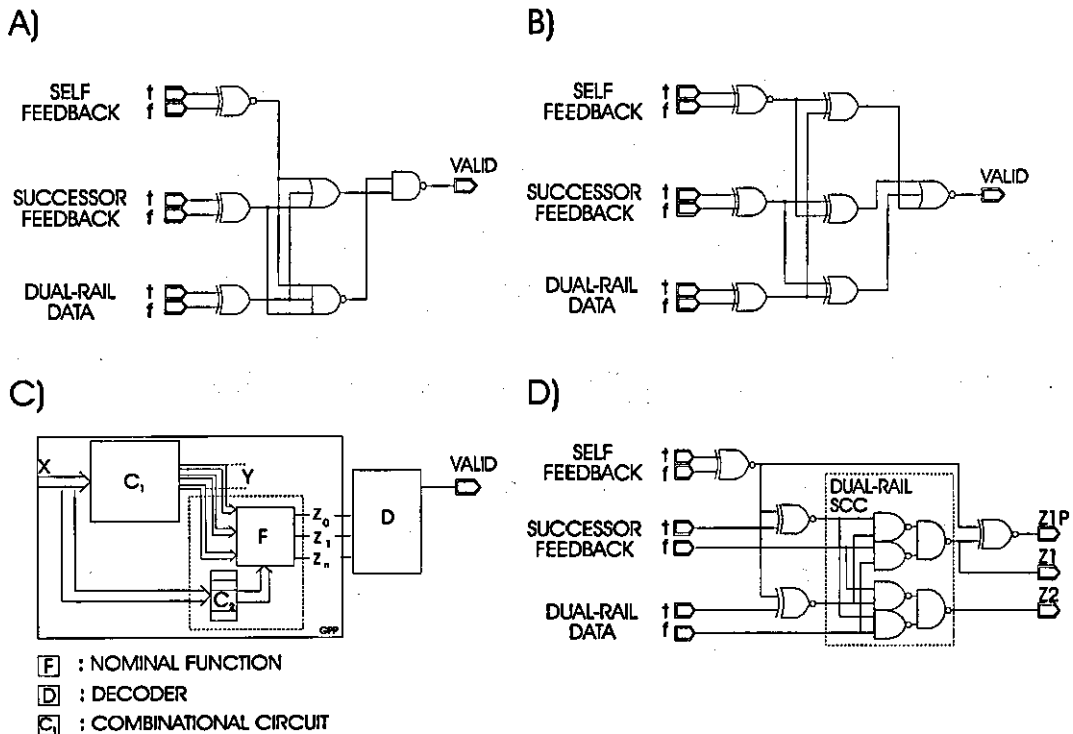 A)
SELF
FEEDBACK
t
f
SUCCESSOR
FEEDBACK
t
f
DUAL-RAIL
DATA
t
f
VALID
B)
SELF
FEEDBACK
t
f
SUCCESSOR
FEEDBACK
t
f
DUAL-RAIL
DATA
t
f
VALID
C)
X
C1
Y
F
Z0
Z1
Zn
C2
GPP
D
VALID
F : NOMINAL FUNCTION
D : DECODER
C1 : COMBINATIONAL CIRCUIT
D)
SELF
FEEDBACK
t
f
SUCCESSOR
FEEDBACK
t
f
DUAL-RAIL
DATA
t
f
DUAL-RAIL
SCC
Z1P
Z1
Z2